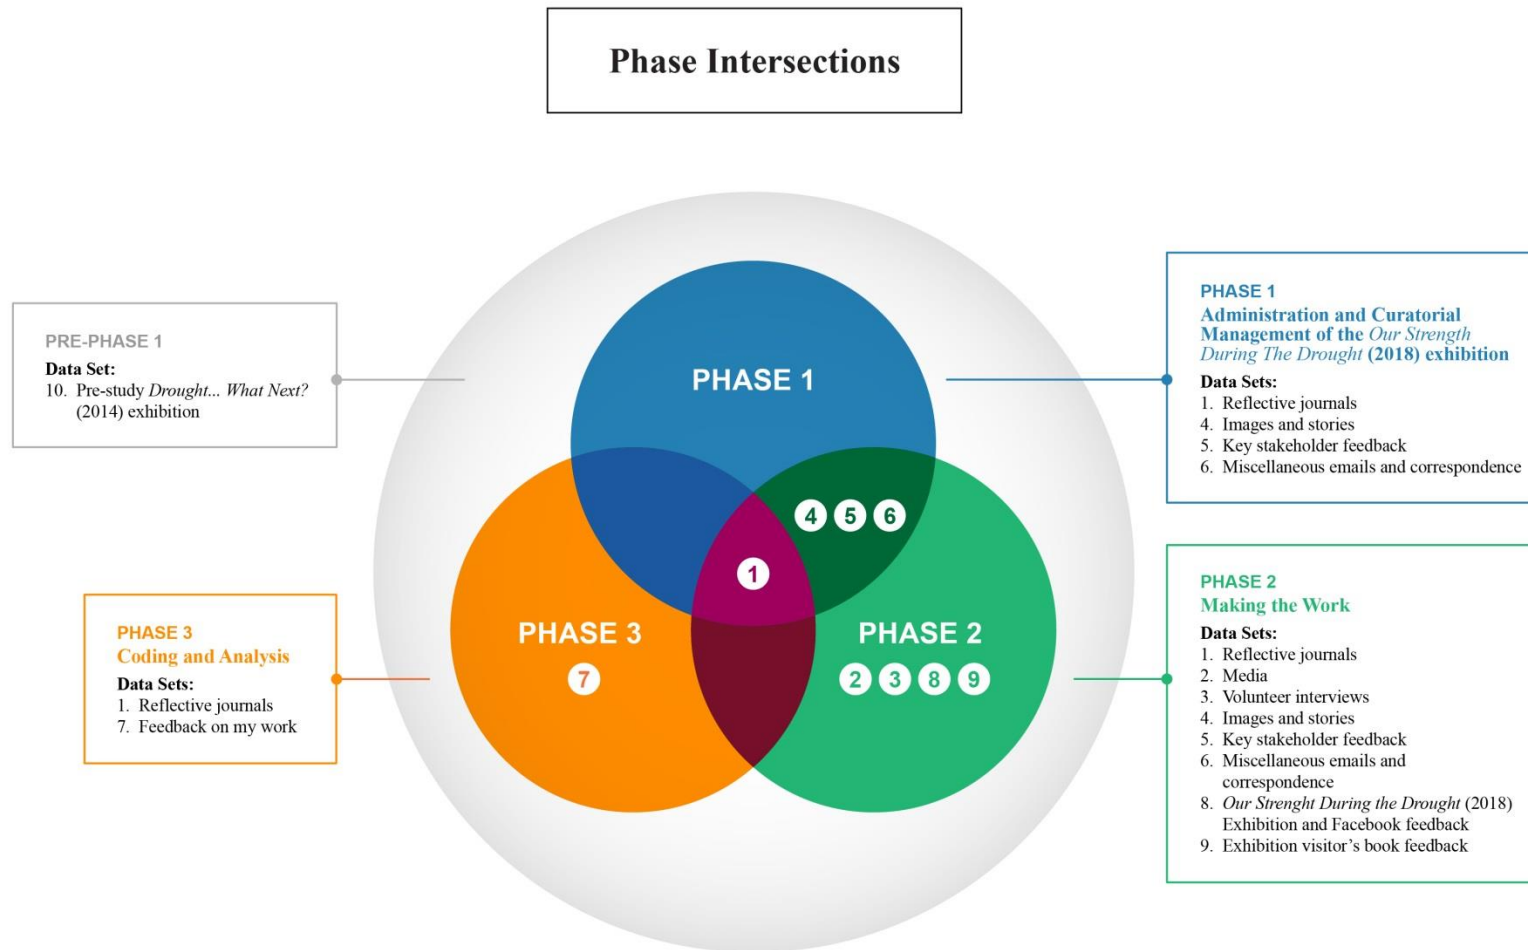 Phase Intersections
PRE-PHASE 1
Data Set:
10. Pre-study Drought... What Next?
(2014) exhibition
PHASE 3
Coding and Analysis
Data Sets:
1. Reflective journals
7. Feedback on my work
PHASE 1
PHASE 3
7
PHASE 2
2 3 8 9
4 5 6
1
PHASE 1
Administration and Curatorial
Management of the Our Strength
During The Drought (2018) exhibition
Data Sets:
1. Reflective journals
4. Images and stories
5. Key stakeholder feedback
6. Miscellaneous emails and correspondence
PHASE 2
Making the Work
Data Sets:
1. Reflective journals
2. Media
3. Volunteer interviews
4. Images and stories
5. Key stakeholder feedback
6. Miscellaneous emails and
correspondence
8. Our Strenght During the Drought (2018)
Exhibition and Facebook feedback
9. Exhibition visitor's book feedback